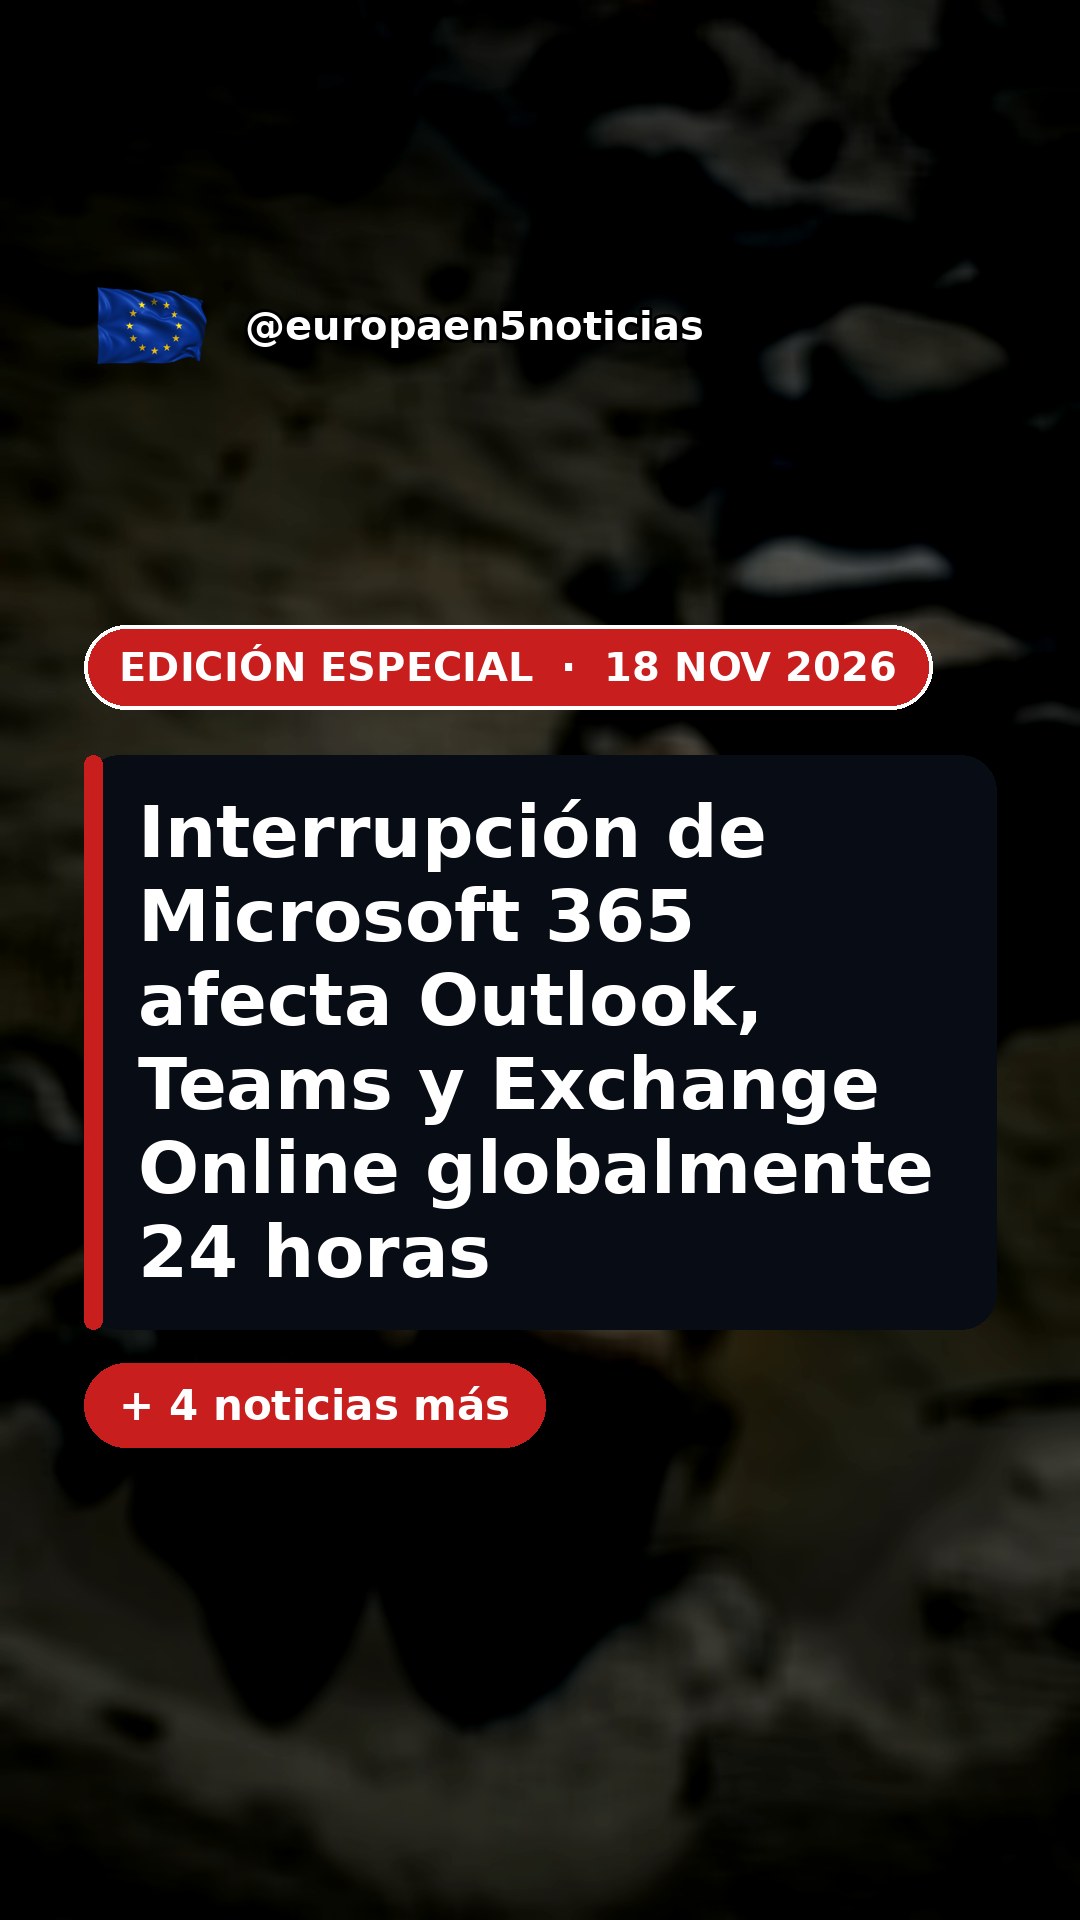 @europaen5noticias
EDICIÓN ESPECIAL · 18 NOV 2026
Interrupción de
Microsoft 365
afecta Outlook,
Teams y Exchange
Online globalmente
24 horas
+ 4 noticias más